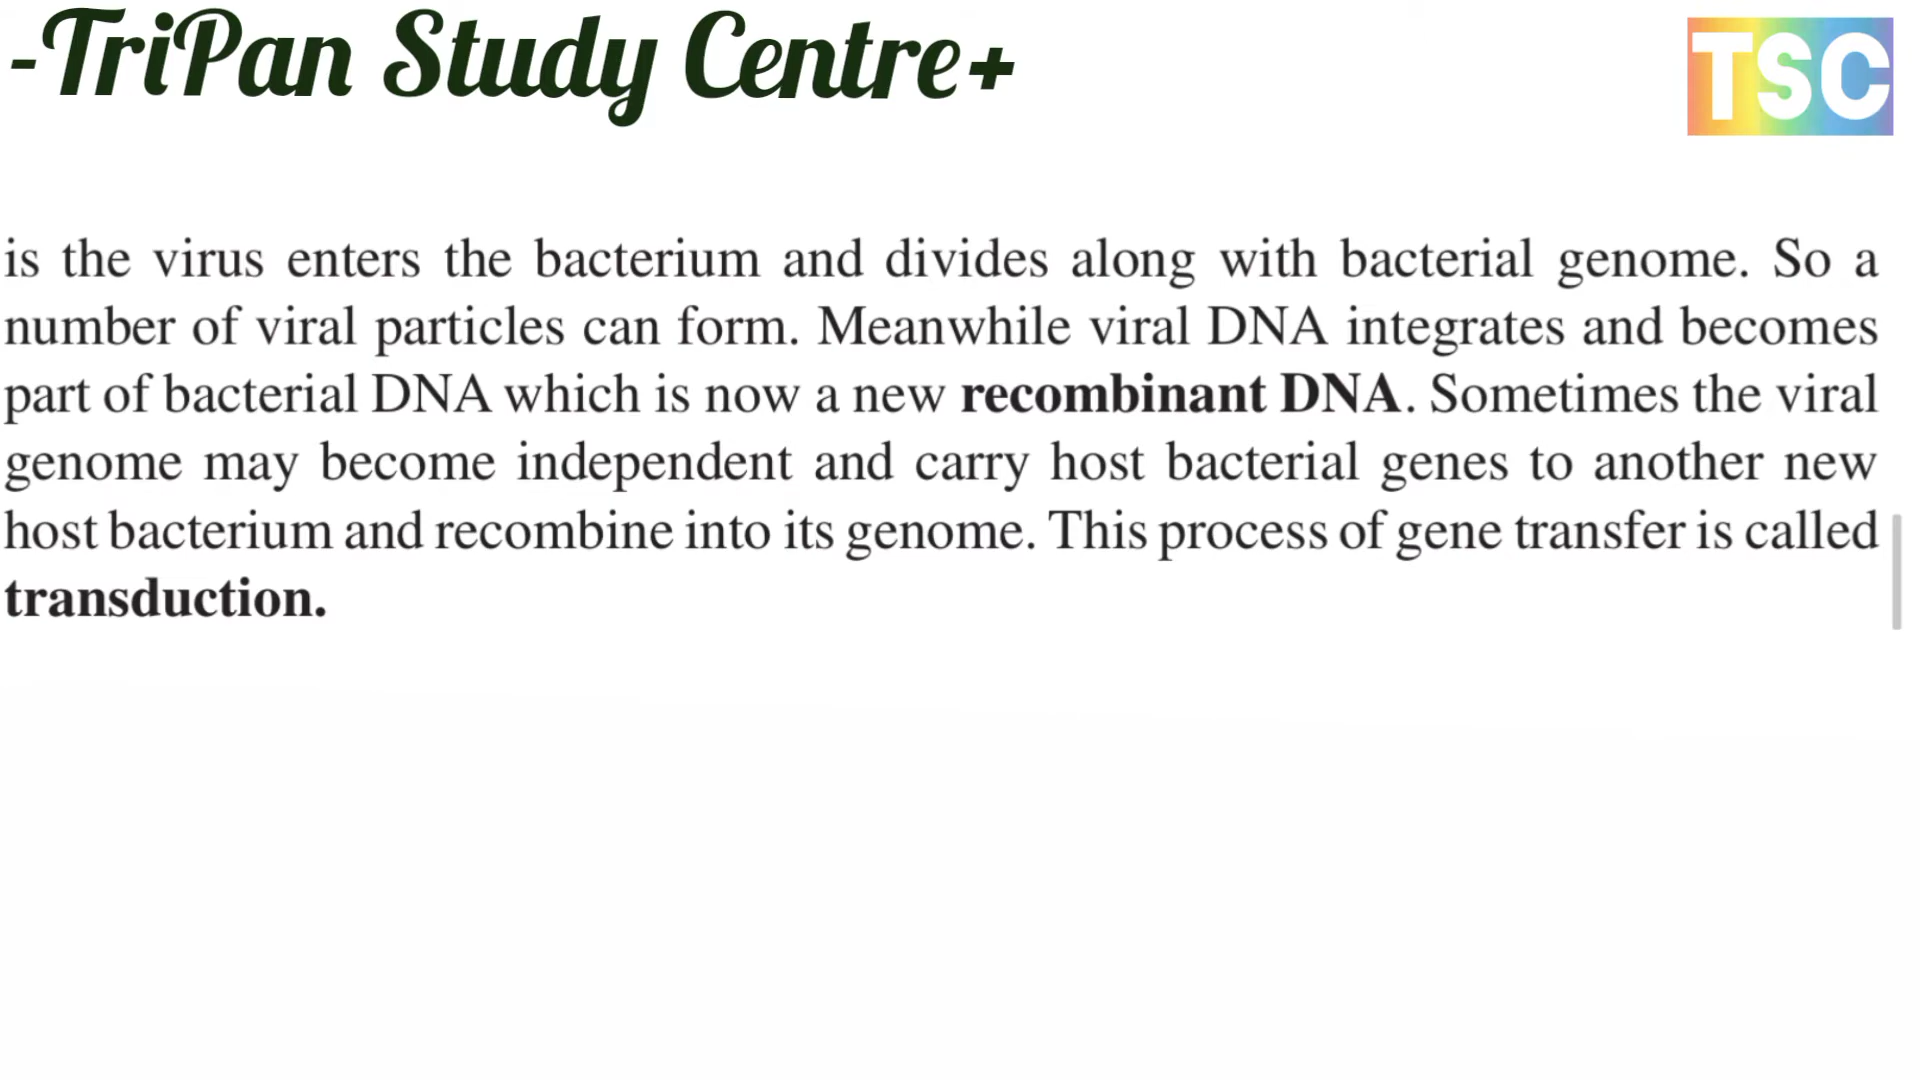 -TriPan Study Centre+
TSC
is the virus enters the bacterium and divides along with bacterial genome. So a
number of viral particles can form. Meanwhile viral DNA integrates and becomes
part of bacterial DNA which is now a new recombinant DNA. Sometimes the viral
genome may become independent and carry host bacterial genes to another new
host bacterium and recombine into its genome. This process of gene transfer is called
transduction.